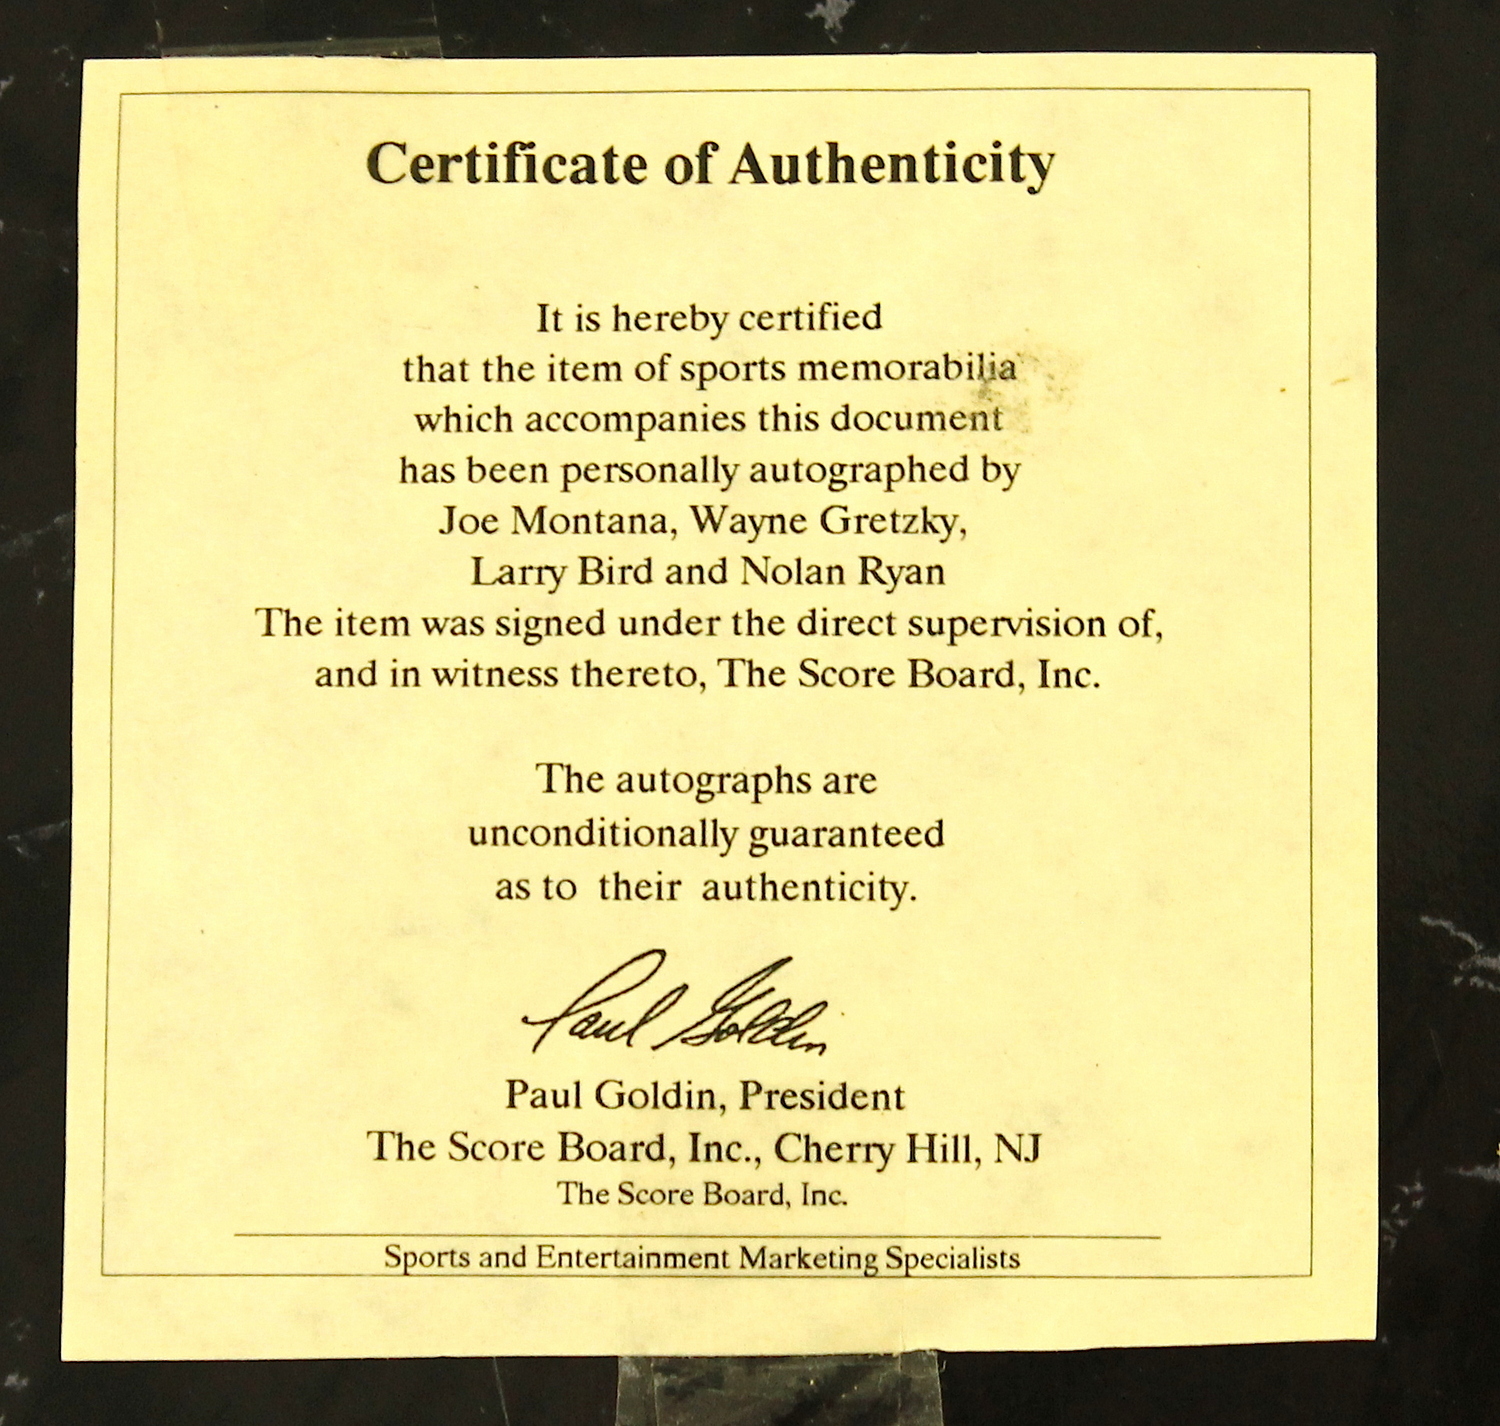 Certificate of Authenticity
It is hereby certified
that the item of sports memorabilia
which accompanies this document
has been personally autographed by
Joe Montana, Wayne Gretzky,
Larry Bird and Nolan Ryan
The item was signed under the direct supervision of,
and in witness thereto, The Score Board, Inc.
The autographs are
unconditionally guaranteed
as to their authenticity.
Paul Goldin
Paul Goldin, President
The Score Board, Inc., Cherry Hill, NJ
The Score Board, Inc.
Sports and Entertainment Marketing Specialists